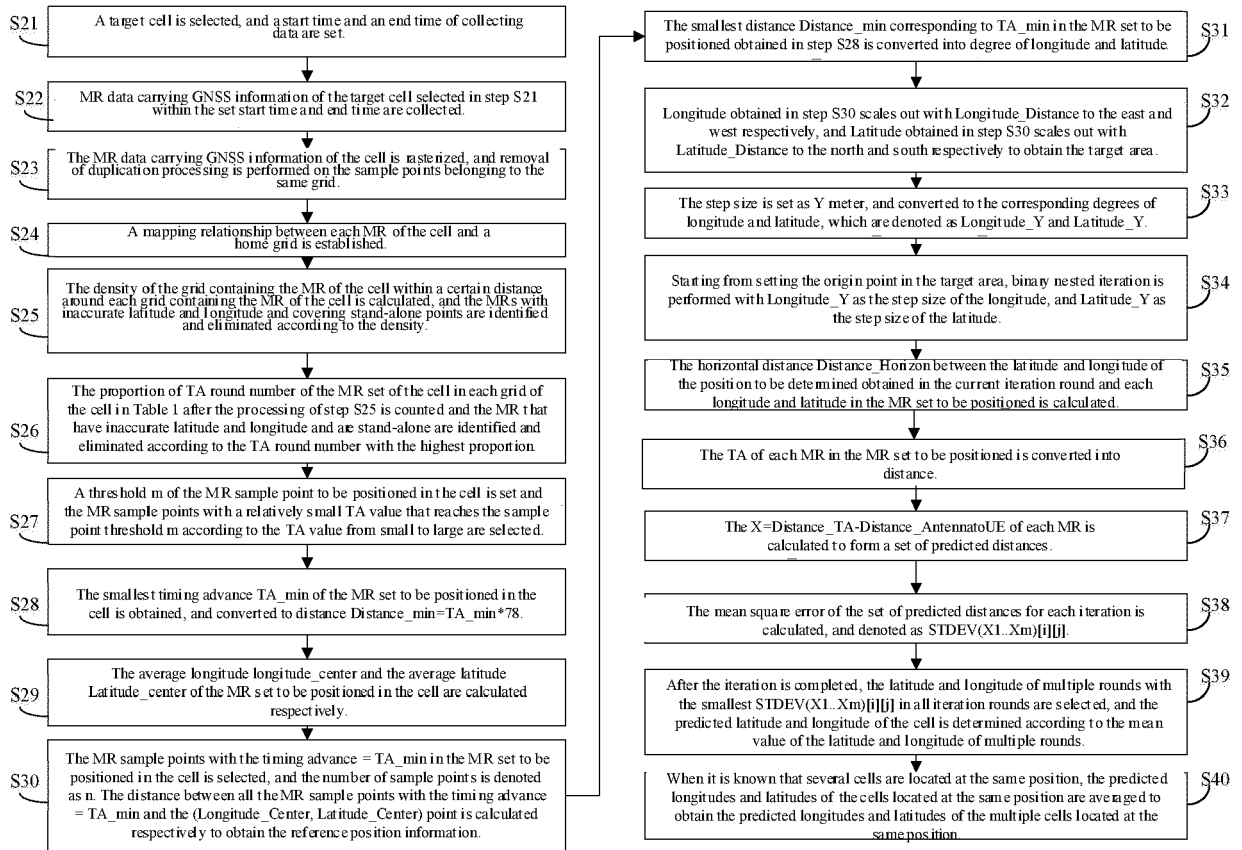 S21
A target cell is selected, and a start time and an end time of collecting
data are set.
S22
MR data carrying GNSS information of the target cell selected in step S21
within the set start time and end time are collected.
S23
The MR data carrying GNSS information of the cell is rasterized, and removal
of duplication processing is performed on the sample points belonging to the
same grid.
S24
A mapping relationship between each MR of the cell and a
home grid is established.
S25
The density of the grid containing the MR of the cell within a certain distance
around each grid containing the MR of the cell is calculated, and the MRs with
inaccurate latitude and longitude and covering stand-alone points are identified
and eliminated according to the density.
S26
The proportion of TA round number of the MR set of the cell in each grid of
the cell in Table 1 after the processing of step S25 is counted and the MR that
have inaccurate latitude and longitude and are stand-alone are identified and
eliminated according to the TA round number with the highest proportion.
S27
A threshold m of the MR sample point to be positioned in the cell is set and
the MR sample points with a relatively small TA value that reaches the sample
point threshold m according to the TA value from small to large are selected.
S28
The smallest timing advance TA_min of the MR set to be positioned in the
cell is obtained, and converted to distance Distance_min=TA_min*78.
S29
The average longitude longitude_center and the average latitude
Latitude_center of the MR set to be positioned in the cell are calculated
respectively.
S30
The MR sample points with the timing advance = TA_min in the MR set to be
positioned in the cell is selected, and the number of sample points is denoted
as n. The distance between all the MR sample points with the timing advance
= TA_min and the (Longitude_Center, Latitude_Center) point is calculated
respectively to obtain the reference position information.
S31
The smallest distance Distance_min corresponding to TA_min in the MR set to be
positioned obtained in step S28 is converted into degree of longitude and latitude.
S32
Longitude obtained in step S30 scales out with Longitude_Distance to the east and
west respectively, and Latitude obtained in step S30 scales out with
Latitude_Distance to the north and south respectively to obtain the target area.
S33
The step size is set as Y meter, and converted to the corresponding degrees of
longitude and latitude, which are denoted as Longitude_Y and Latitude_Y.
S34
Starting from setting the origin point in the target area, binary nested iteration is
performed with Longitude_Y as the step size of the longitude, and Latitude_Y as
the step size of the latitude.
S35
The horizontal distance Distance_Horizon between the latitude and longitude of
the position to be determined obtained in the current iteration round and each
longitude and latitude in the MR set to be positioned is calculated.
S36
The TA of each MR in the MR set to be positioned is converted into
distance.
S37
The X=Distance_TA-Distance_AntennatoUE of each MR is
calculated to form a set of predicted distances.
S38
The mean square error of the set of predicted distances for each iteration is
calculated, and denoted as STDEV(X1..Xm)[i][j].
S39
After the iteration is completed, the latitude and longitude of multiple rounds with
the smallest STDEV(X1..Xm)[i][j] in all iteration rounds are selected, and the
predicted latitude and longitude of the cell is determined according to the mean
value of the latitude and longitude of multiple rounds.
S40
When it is known that several cells are located at the same position, the predicted
longitudes and latitudes of the cells located at the same position are averaged to
obtain the predicted longitudes and latitudes of the multiple cells located at the
same position.